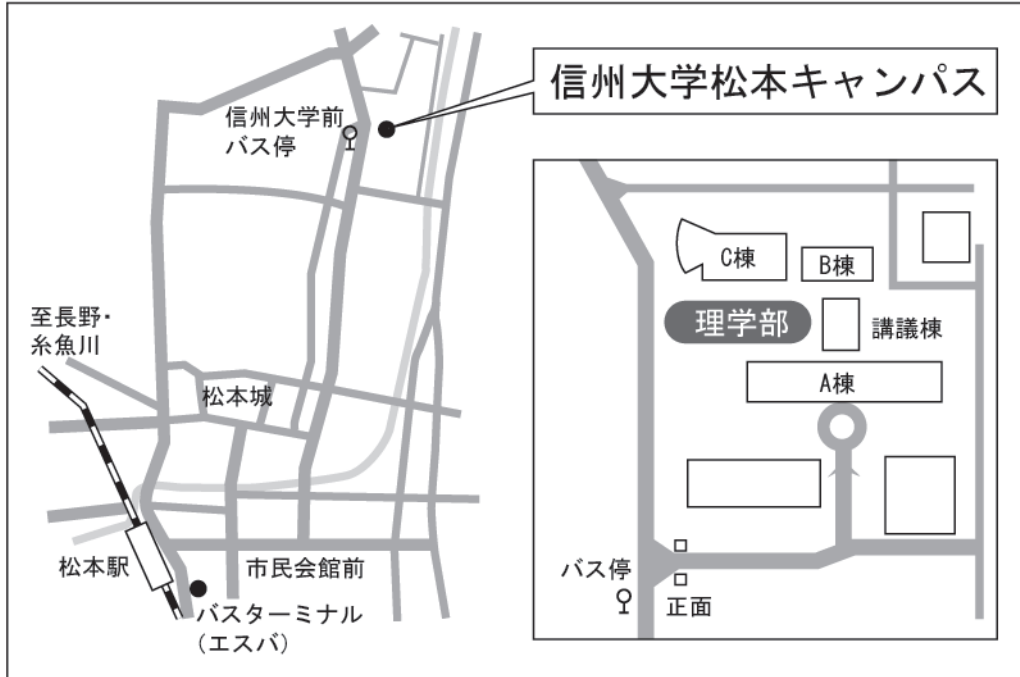 信州大学松本キャンパス
信州大学前
バス停
至長野・
糸魚川
松本城
松本駅
市民会館前
バスターミナル
(エスパ)
C棟
B棟
理学部
講議棟
A棟
バス停
正面